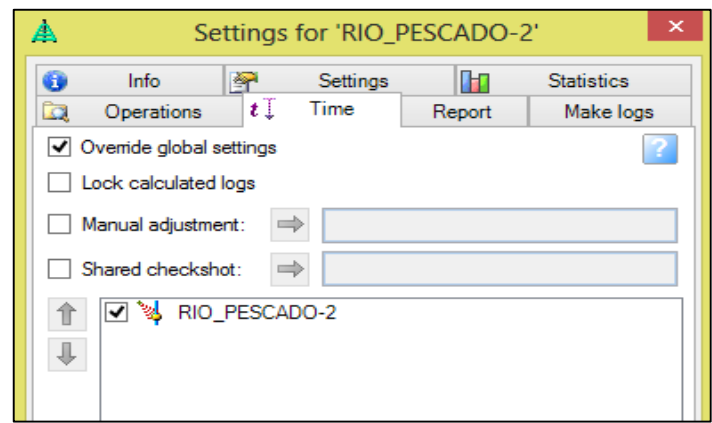 Settings for 'RIO_PESCADO-2'
Info Settings Statistics
Operations t Time Report Make logs
Override global settings
?
Lock calculated logs
Manual adjustment:
Shared checkshot:
RIO_PESCADO-2